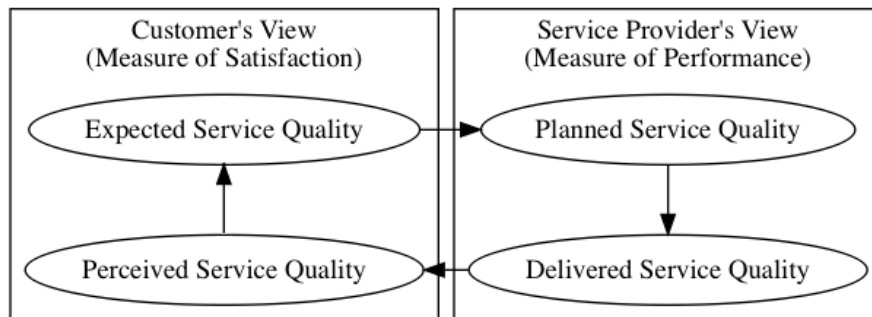 Customer's View
(Measure of Satisfaction)
Service Provider's View
(Measure of Performance)
Expected Service Quality
Planned Service Quality
Perceived Service Quality
Delivered Service Quality